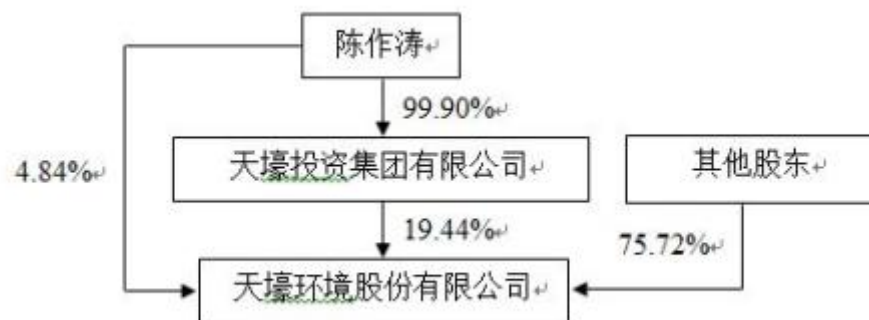 陈作涛
99.90%
天壕投资集团有限公司
其他股东
4.84%
19.44%
75.72%
天壕环境股份有限公司